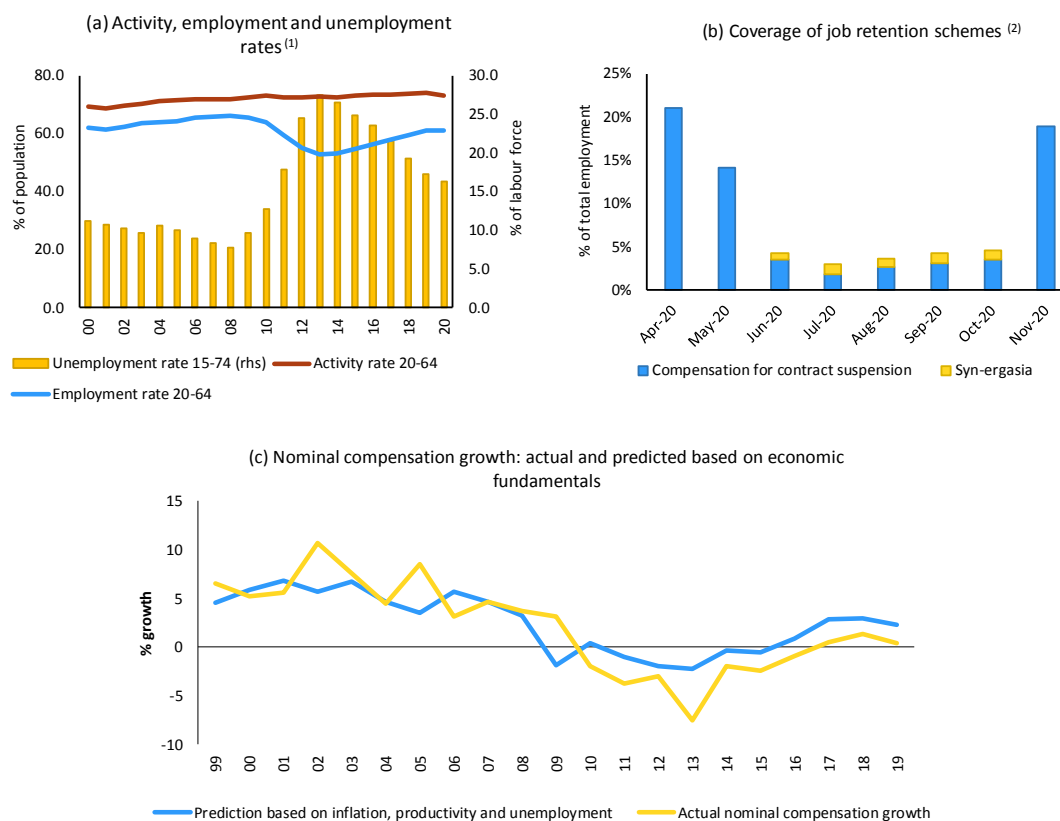 (a) Activity, employment and unemployment
rates (1)
80.0
60.0
40.0
20.0
0.0
% of population
30.0
25.0
20.0
15.0
10.0
5.0
0.0
% of labour force
00
02
04
06
08
10
12
14
16
18
20
Unemployment rate 15-74 (rhs)
Activity rate 20-64
Employment rate 20-64
(b) Coverage of job retention schemes (2)
25%
20%
15%
10%
5%
0%
% of total employment
Apr-20
May-20
Jun-20
Jul-20
Aug-20
Sep-20
Oct-20
Nov-20
Compensation for contract suspension
Syn-ergasia
(c) Nominal compensation growth: actual and predicted based on economic
fundamentals
15
10
5
0
-5
-10
% growth
99
00
01
02
03
04
05
06
07
08
09
10
11
12
13
14
15
16
17
18
19
Prediction based on inflation, productivity and unemployment
Actual nominal compensation growth